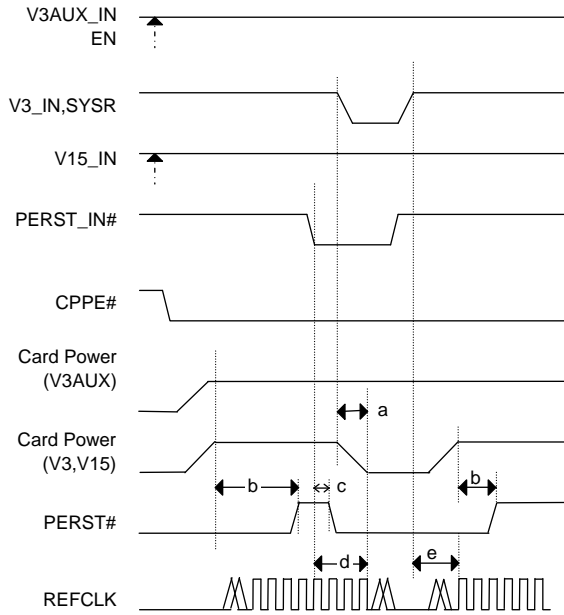 V3AUX_IN
EN
V3_IN,SYSR
V15_IN
PERST_IN#
CPPE#
Card Power
(V3AUX)
a
Card Power
(V3,V15)
b
c
b
PERST#
d
e
REFCLK